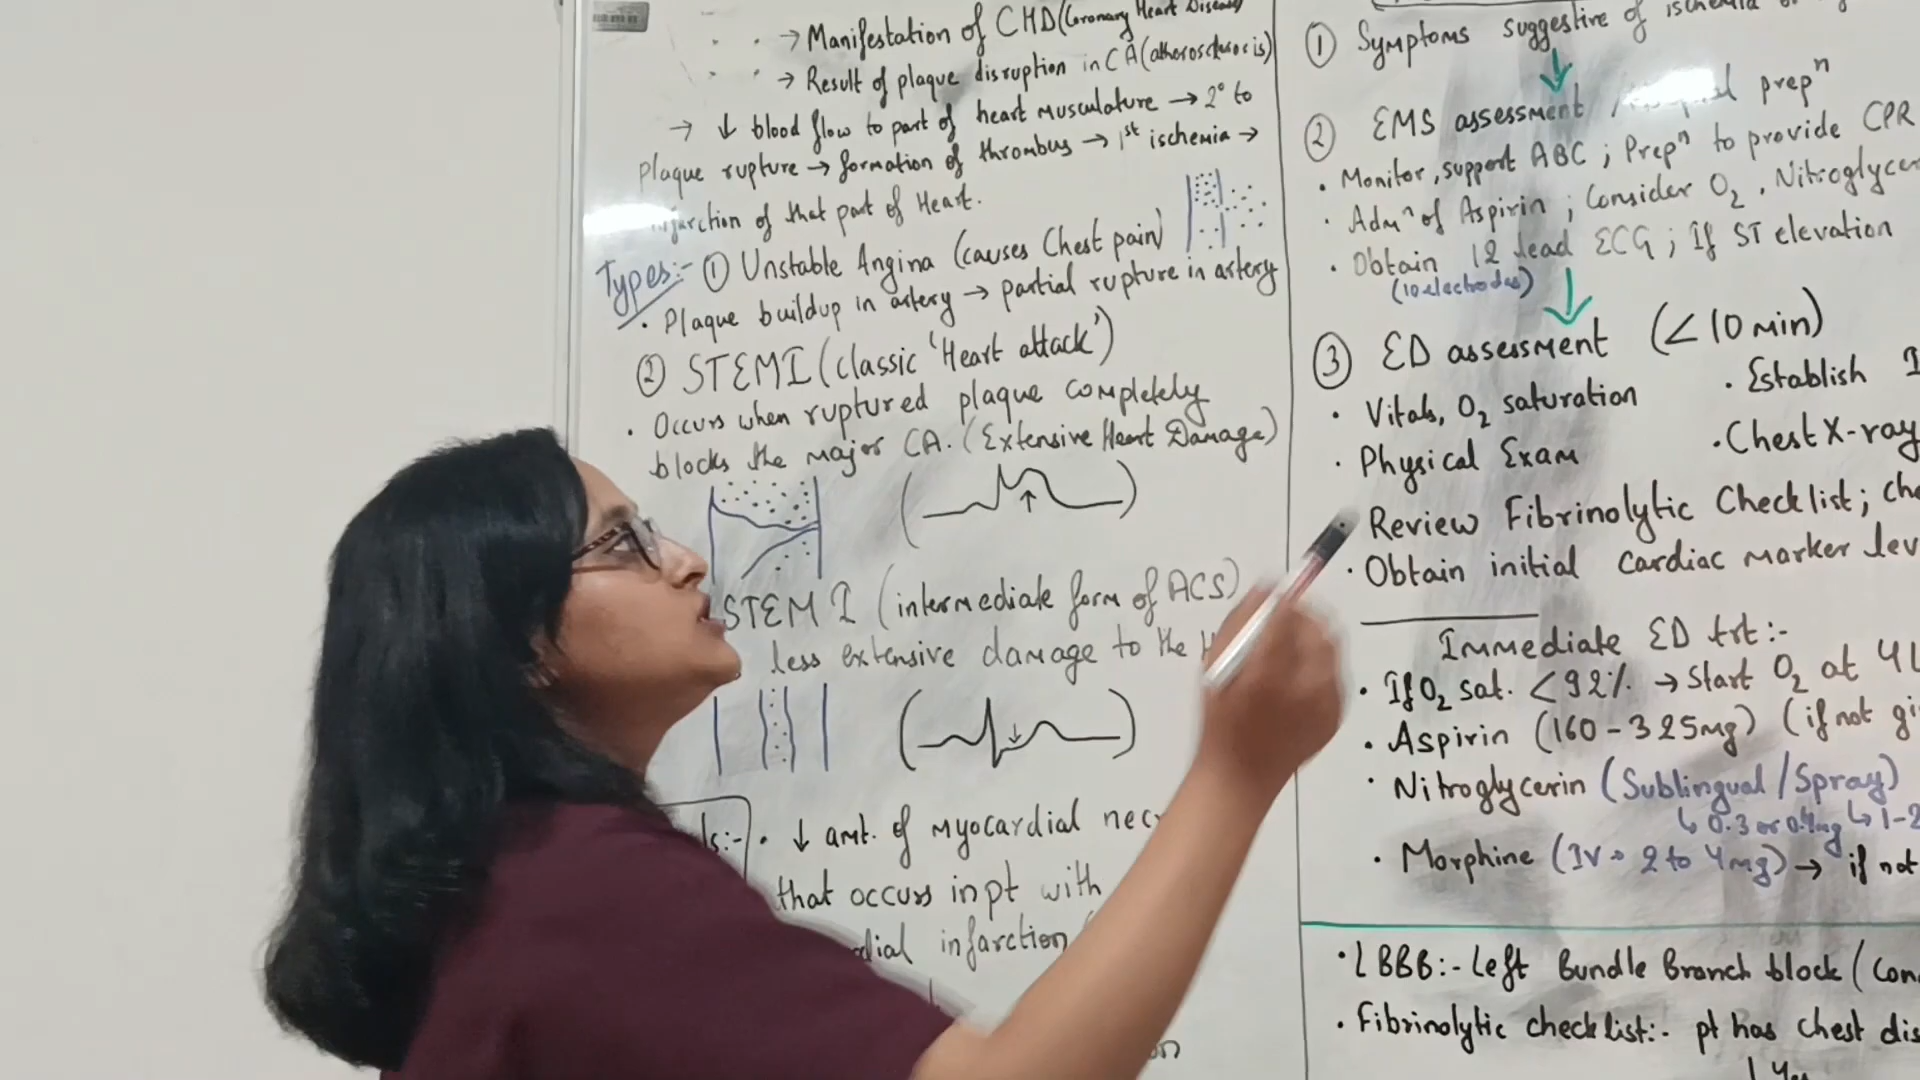 → Manifestation of CHD (Coronary Heart Disease)
→ Result of plaque disruption in CA (atherosclerosis)
→ ↓ blood flow to part of heart musculature → 2° to
plaque rupture → formation of thrombus → 1st ischemia →
infarction of that part of Heart.
Types:- ① Unstable Angina (causes Chest pain)
• Plaque buildup in artery → partial rupture in artery
② STEMI (classic 'Heart attack')
• Occurs when ruptured plaque completely
blocks the major CA. (Extensive Heart Damage)
STEMI (intermediate form of ACS)
less extensive damage to the
• ↓ amt. of myocardial
that occurs in pt with
infarction
① Symptoms suggestive of ischemia
② EMS assessment prepⁿ
• Monitor, support ABC ; Prepⁿ to provide CPR
• Admⁿ of Aspirin ; Consider O₂,
• Obtain 12 lead ECG ; If ST elevation
(10 electrodes)
③ ED assessment (<10 min)
• Vitals, O₂ saturation • Establish
• Physical Exam • Chest X-ray
Review Fibrinolytic Checklist;
• Obtain initial cardiac marker
Immediate ED trt:-
• If O₂ sat. <92% → Start O₂ at 4
• Aspirin (160-325mg) (if not
• Nitroglycerin (Sublingual/Spray)
↳ 0.3 or 0.4mg ↳ 1-2
• Morphine (IV → 2 to 4mg) → if not
• LBBB:- Left Bundle Branch block
• Fibrinolytic checklist:- pt has chest